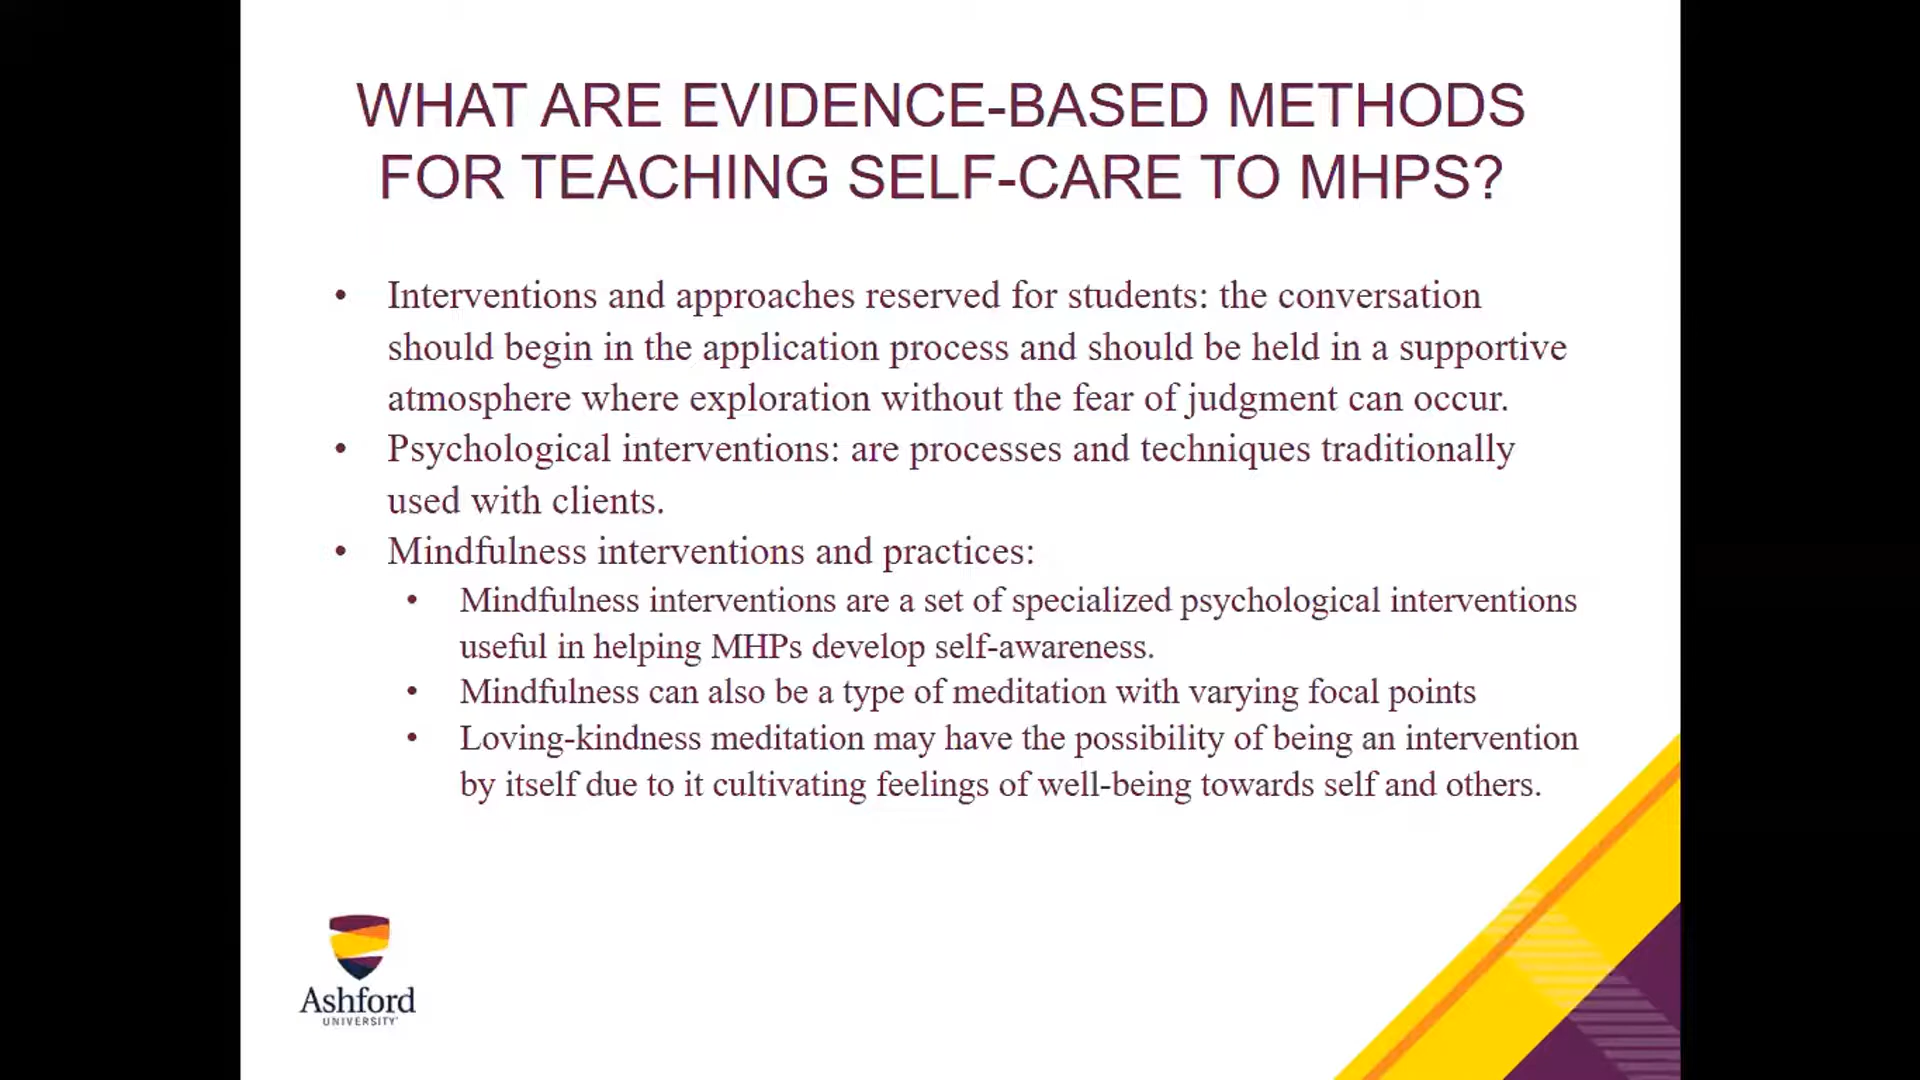 WHAT ARE EVIDENCE-BASED METHODS
FOR TEACHING SELF-CARE TO MHPS?
• Interventions and approaches reserved for students: the conversation
should begin in the application process and should be held in a supportive
atmosphere where exploration without the fear of judgment can occur.
• Psychological interventions: are processes and techniques traditionally
used with clients.
• Mindfulness interventions and practices:
• Mindfulness interventions are a set of specialized psychological interventions
useful in helping MHPs develop self-awareness.
• Mindfulness can also be a type of meditation with varying focal points
• Loving-kindness meditation may have the possibility of being an intervention
by itself due to it cultivating feelings of well-being towards self and others.
Ashford
UNIVERSITY